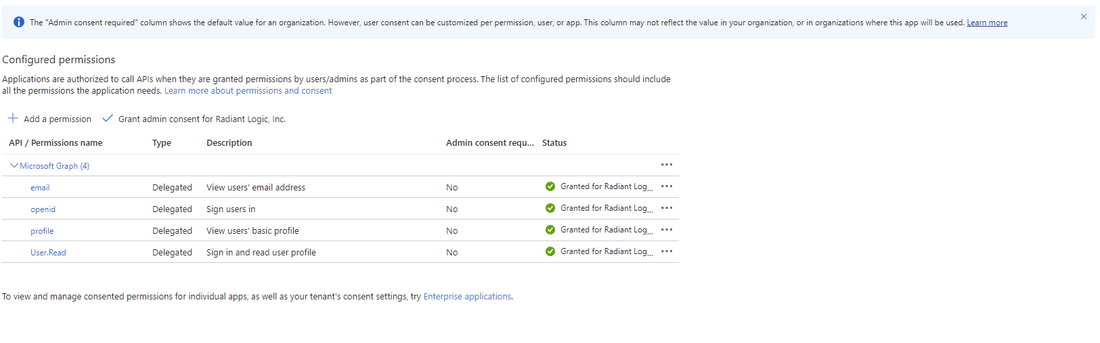 The "Admin consent required" column shows the default value for an organization. However, user consent can be customized per permission, user, or app. This column may not reflect the value in your organization, or in organizations where this app will be used. Learn more
Configured permissions
Applications are authorized to call APIs when they are granted permissions by users/admins as part of the consent process. The list of configured permissions should include
all the permissions the application needs. Learn more about permissions and consent
Add a permission Grant admin consent for Radiant Logic, Inc.
API / Permissions name Type Description Admin consent requ... Status
Microsoft Graph (4)
email Delegated View users' email address No Granted for Radiant Log...
openid Delegated Sign users in No Granted for Radiant Log...
profile Delegated View users' basic profile No Granted for Radiant Log...
User.Read Delegated Sign in and read user profile No Granted for Radiant Log...
To view and manage consented permissions for individual apps, as well as your tenant's consent settings, try Enterprise applications.